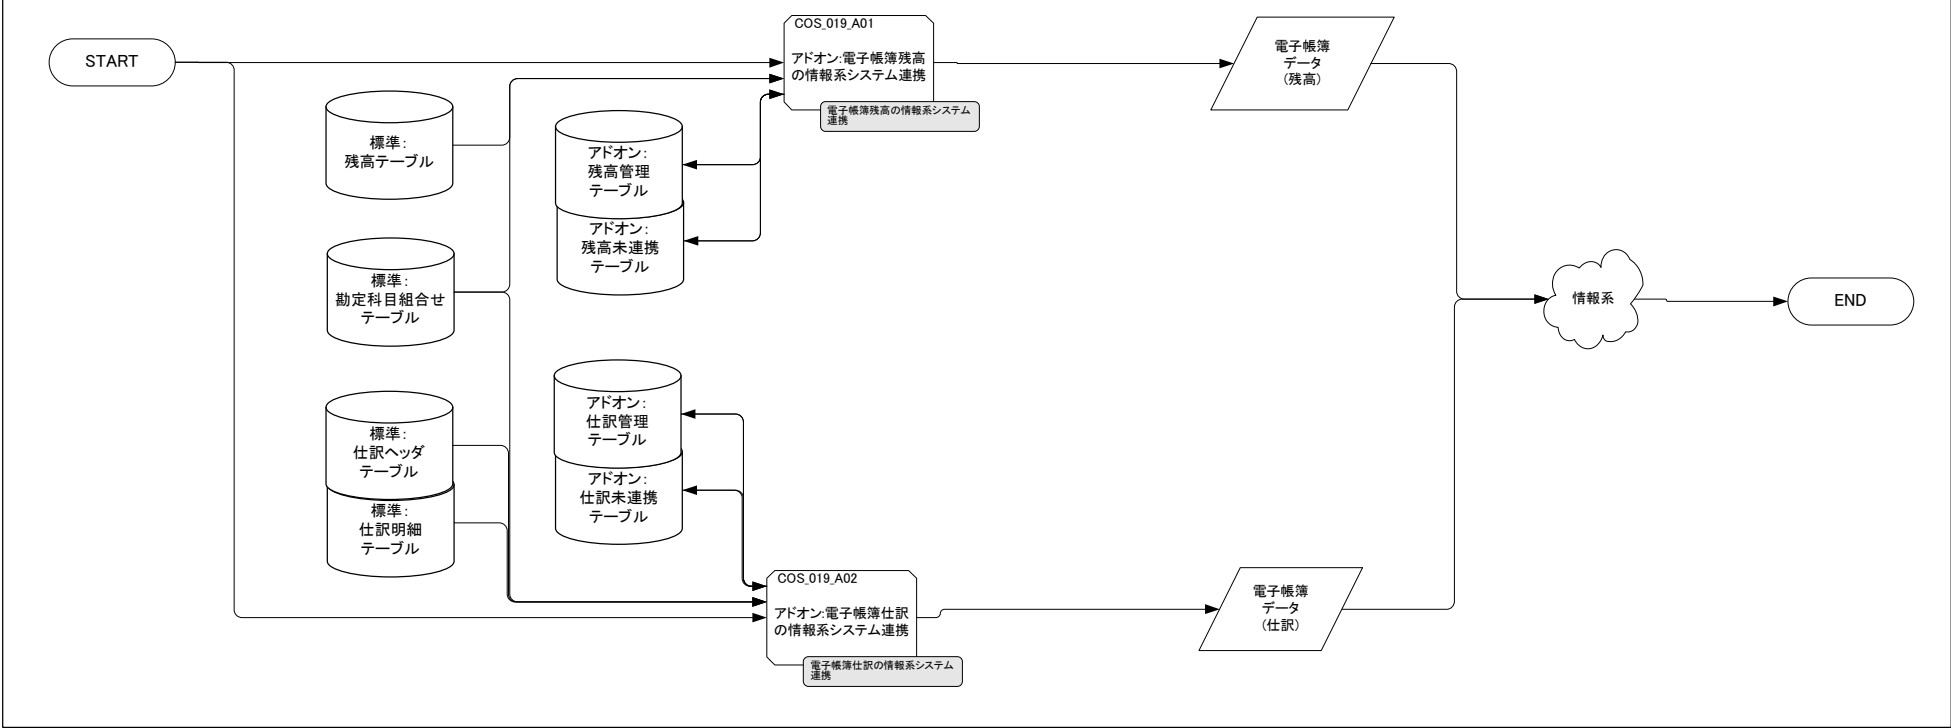 START
COS_019_A01
アドオン:電子帳簿残高
の情報系システム連携
電子帳簿残高の情報系システム
連携
電子帳簿
データ
(残高)
標準:
残高テーブル
アドオン:
残高管理
テーブル
アドオン:
残高未連携
テーブル
標準:
勘定科目組合せ
テーブル
情報系
END
標準:
仕訳ヘッダ
テーブル
標準:
仕訳明細
テーブル
アドオン:
仕訳管理
テーブル
アドオン:
仕訳未連携
テーブル
COS_019_A02
アドオン:電子帳簿仕訳
の情報系システム連携
電子帳簿仕訳の情報系システム
連携
電子帳簿
データ
(仕訳)